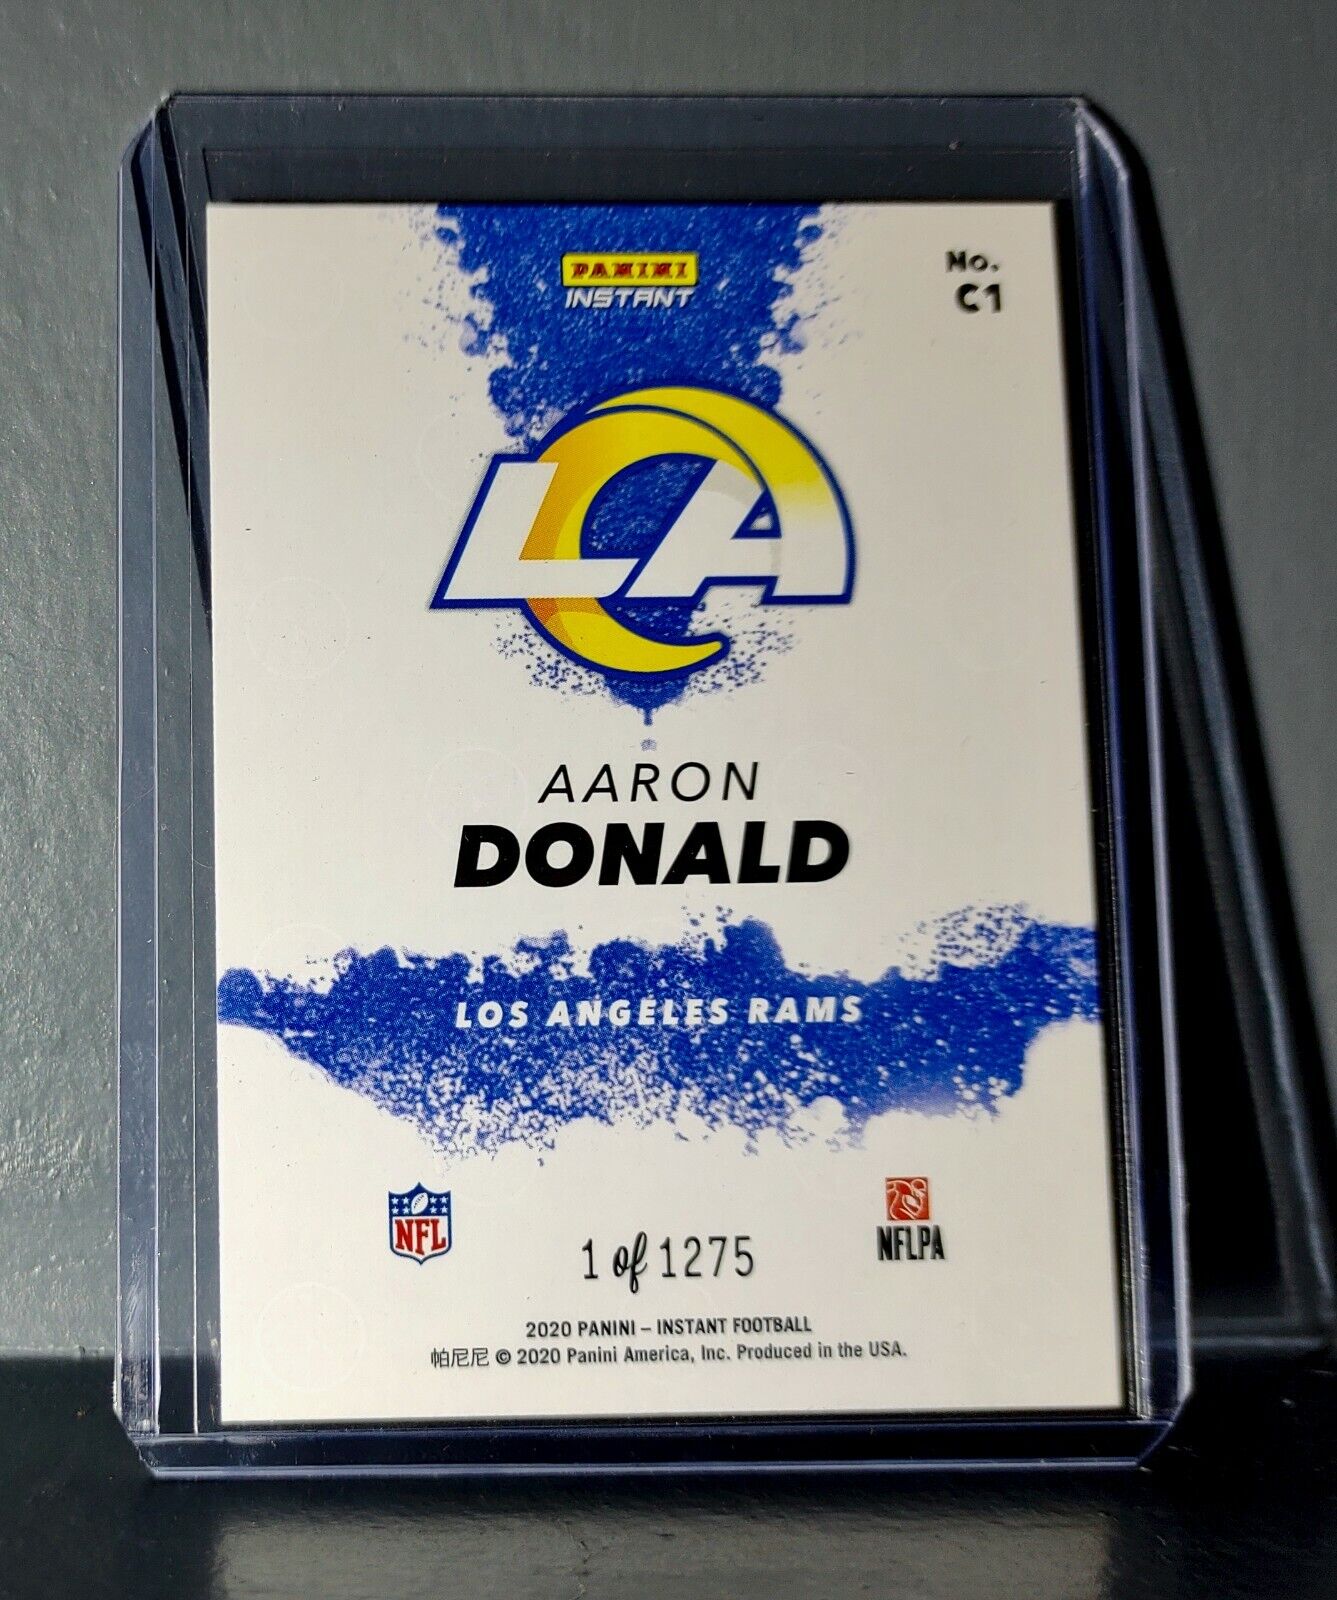 PANINI
INSTANT
No.
C1
LA
AARON
DONALD
LOS ANGELES RAMS
NFL
1 of 1275
NFLPA
2020 PANINI – INSTANT FOOTBALL
帕尼尼 © 2020 Panini America, Inc. Produced in the USA.